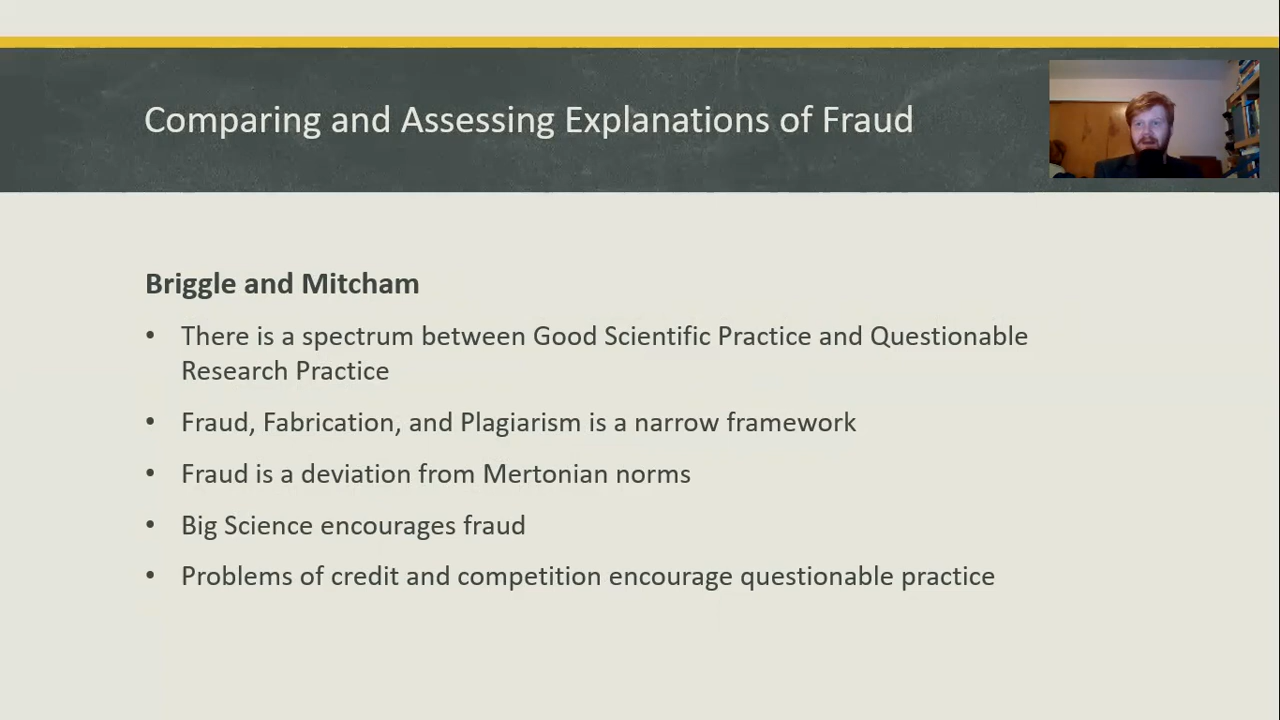 Comparing and Assessing Explanations of Fraud
Briggle and Mitcham
• There is a spectrum between Good Scientific Practice and Questionable
Research Practice
• Fraud, Fabrication, and Plagiarism is a narrow framework
• Fraud is a deviation from Mertonian norms
• Big Science encourages fraud
• Problems of credit and competition encourage questionable practice